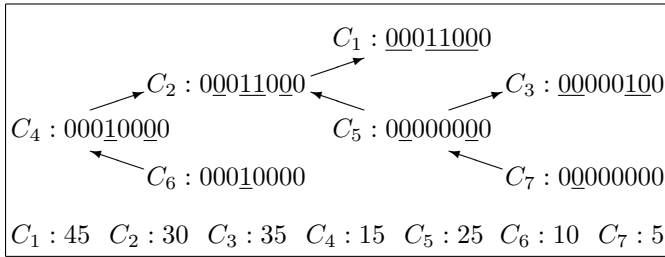 C₁ : 00011000
C₂ : 00011000 C₃ : 00000100
C₄ : 00010000 C₅ : 00000000
C₆ : 00010000 C₇ : 00000000
C₁ : 45 C₂ : 30 C₃ : 35 C₄ : 15 C₅ : 25 C₆ : 10 C₇ : 5